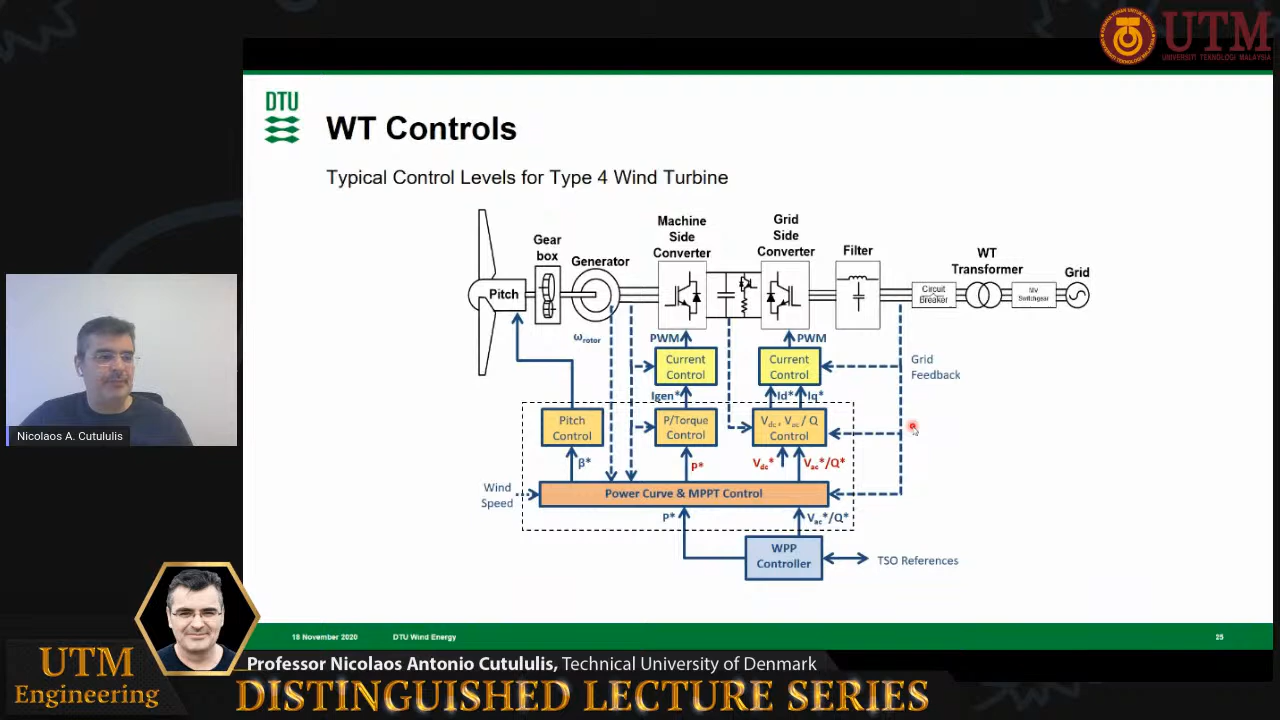 UTM
UNIVERSITI TEKNOLOGI MALAYSIA
DTU
WT Controls
Typical Control Levels for Type 4 Wind Turbine
Machine
Side
Converter
Grid
Side
Converter
Gear
box
Generator
Filter
WT
Transformer
Grid
Pitch
Circuit
Breaker
MV
Switchgear
ωrotor
PWM
PWM
Current
Control
Current
Control
Grid
Feedback
Igen*
Id*
Iq*
Pitch
Control
P/Torque
Control
Vdc, Vac/ Q
Control
β*
P*
Vdc*
Vac*/Q*
Wind
Speed
Power Curve & MPPT Control
P*
Vac*/Q*
WPP
Controller
TSO References
Nicolaos A. Cutululis
18 November 2020
DTU Wind Energy
25
UTM
Engineering
Professor Nicolaos Antonio Cutululis, Technical University of Denmark
DISTINGUISHED LECTURE SERIES